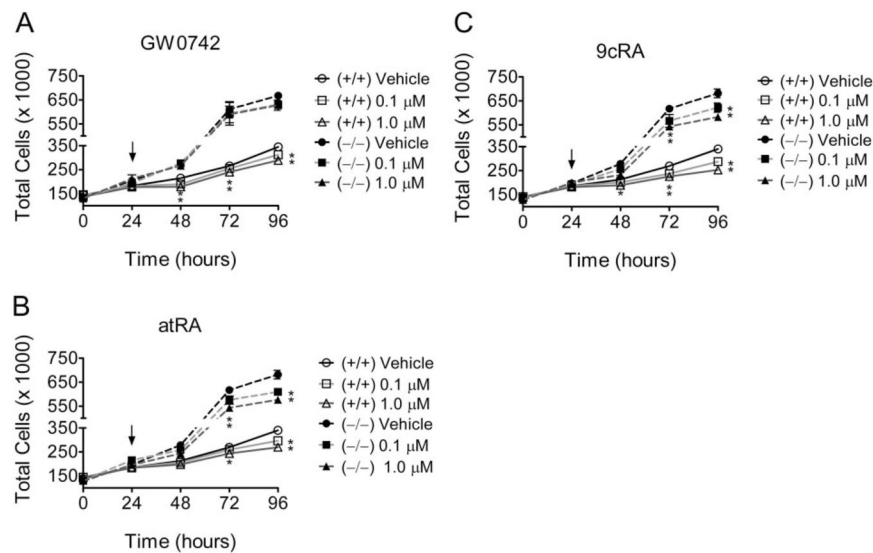 A
GW0742
Total Cells (x 1000)
750
650
550
350
250
150
0 24 48 72 96
Time (hours)
(+/+) Vehicle
(+/+) 0.1 μM
(+/+) 1.0 μM
(−/−) Vehicle
(−/−) 0.1 μM
(−/−) 1.0 μM
* *
* *
* *
C
9cRA
Total Cells (x 1000)
750
650
550
350
250
150
0 24 48 72 96
Time (hours)
(+/+) Vehicle
(+/+) 0.1 μM
(+/+) 1.0 μM
(−/−) Vehicle
(−/−) 0.1 μM
(−/−) 1.0 μM
* *
* *
* *
* *
*
*
B
atRA
Total Cells (x 1000)
750
650
550
350
250
150
0 24 48 72 96
Time (hours)
(+/+) Vehicle
(+/+) 0.1 μM
(+/+) 1.0 μM
(−/−) Vehicle
(−/−) 0.1 μM
(−/−) 1.0 μM
* *
* *
* *
*